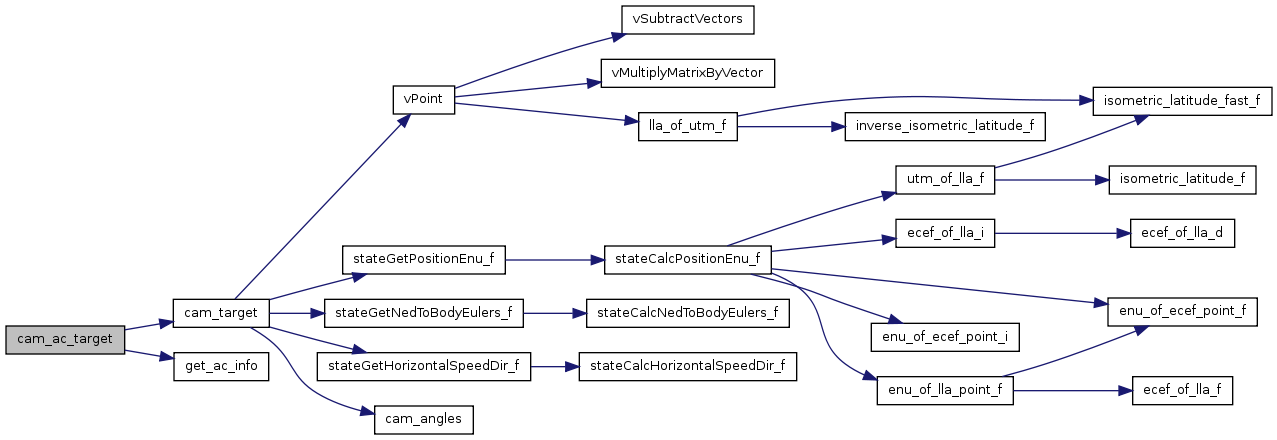 vSubtractVectors
vMultiplyMatrixByVector
vPoint
isometric_latitude_fast_f
lla_of_utm_f
inverse_isometric_latitude_f
utm_of_lla_f
isometric_latitude_f
ecef_of_lla_i
ecef_of_lla_d
stateGetPositionEnu_f
stateCalcPositionEnu_f
cam_target
stateGetNedToBodyEulers_f
stateCalcNedToBodyEulers_f
enu_of_ecef_point_f
cam_ac_target
enu_of_ecef_point_i
get_ac_info
stateGetHorizontalSpeedDir_f
stateCalcHorizontalSpeedDir_f
enu_of_lla_point_f
ecef_of_lla_f
cam_angles